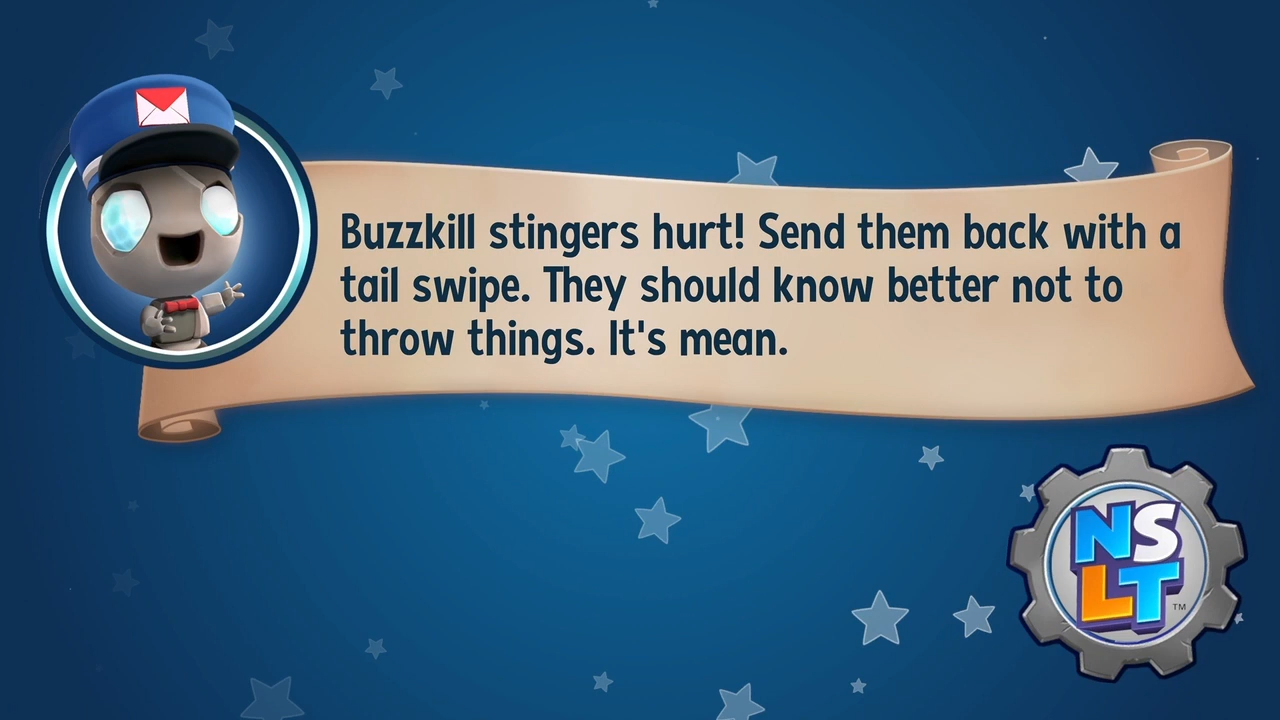 Buzzkill stingers hurt! Send them back with a
tail swipe. They should know better not to
throw things. It's mean.
NS
LT
TM